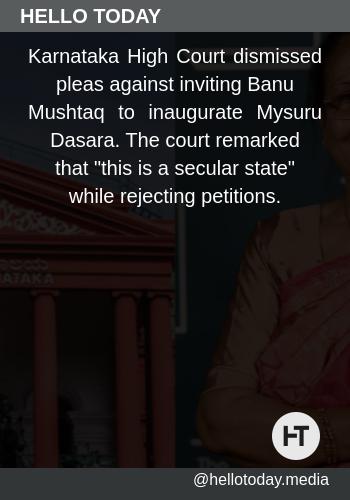 HELLO TODAY
Karnataka High Court dismissed
pleas against inviting Banu
Mushtaq to inaugurate Mysuru
Dasara. The court remarked
that "this is a secular state"
while rejecting petitions.
HT
@hellotoday.media